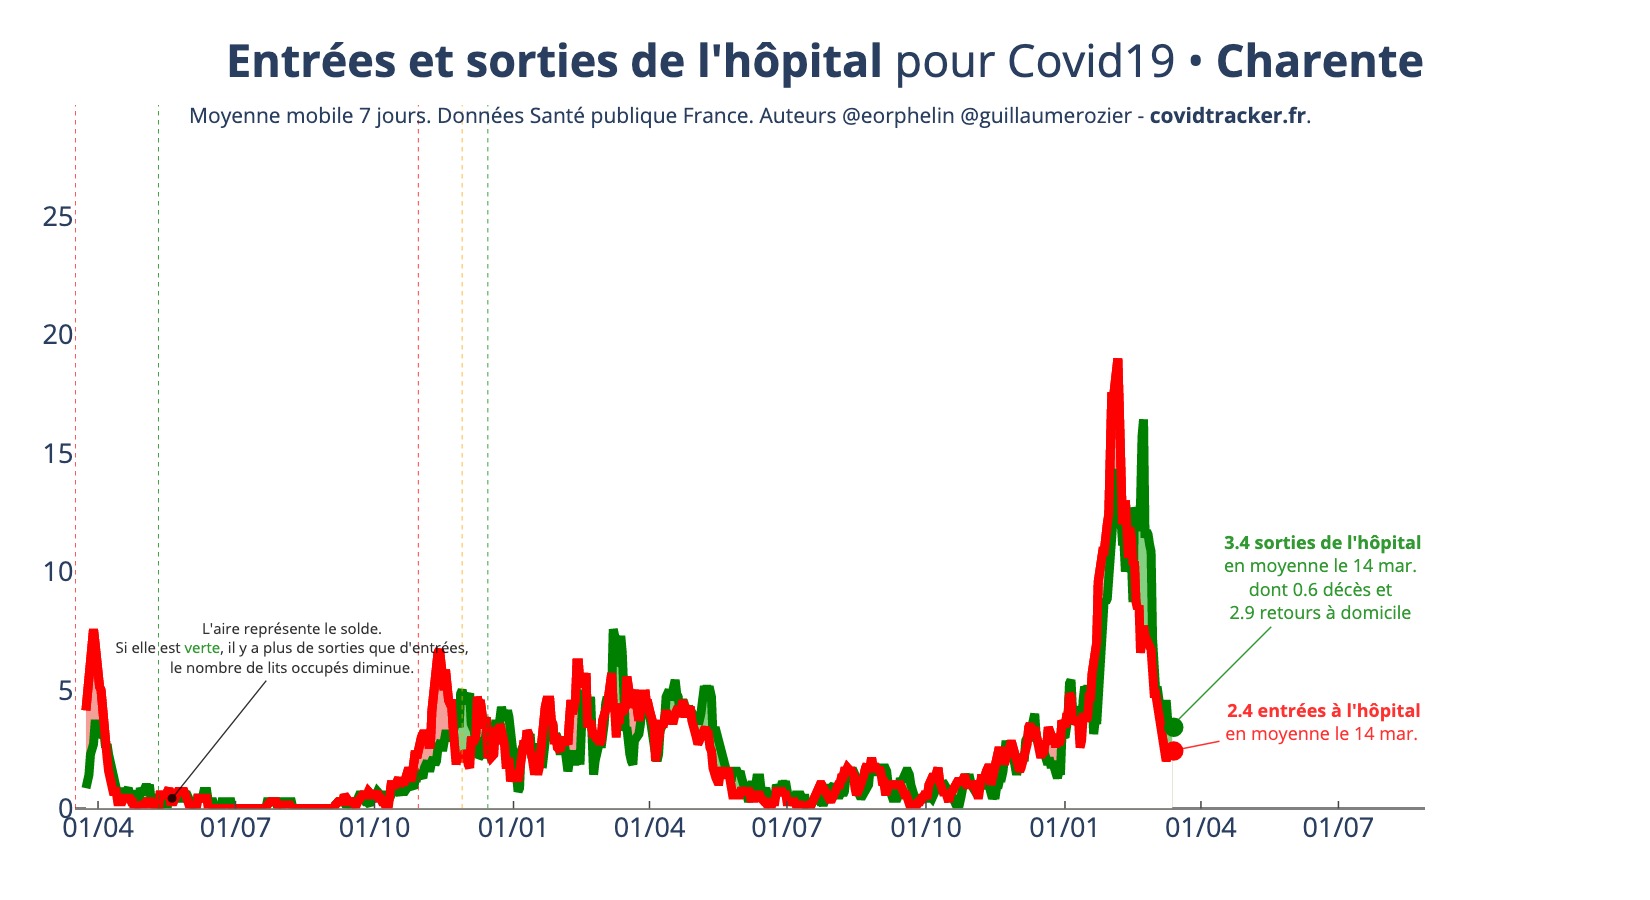 Entrées et sorties de l'hôpital pour Covid19 • Charente
Moyenne mobile 7 jours. Données Santé publique France. Auteurs @eorphelin @guillaumerozier - covidtracker.fr.
25
20
15
10
3.4 sorties de l'hôpital
en moyenne le 14 mar.
dont 0.6 décès et
2.9 retours à domicile
L'aire représente le solde.
Si elle est verte, il y a plus de sorties que d'entrées,
le nombre de lits occupés diminue.
5
2.4 entrées à l'hôpital
en moyenne le 14 mar.
0
01/04 01/07 01/10 01/01 01/04 01/07 01/10 01/01 01/04 01/07